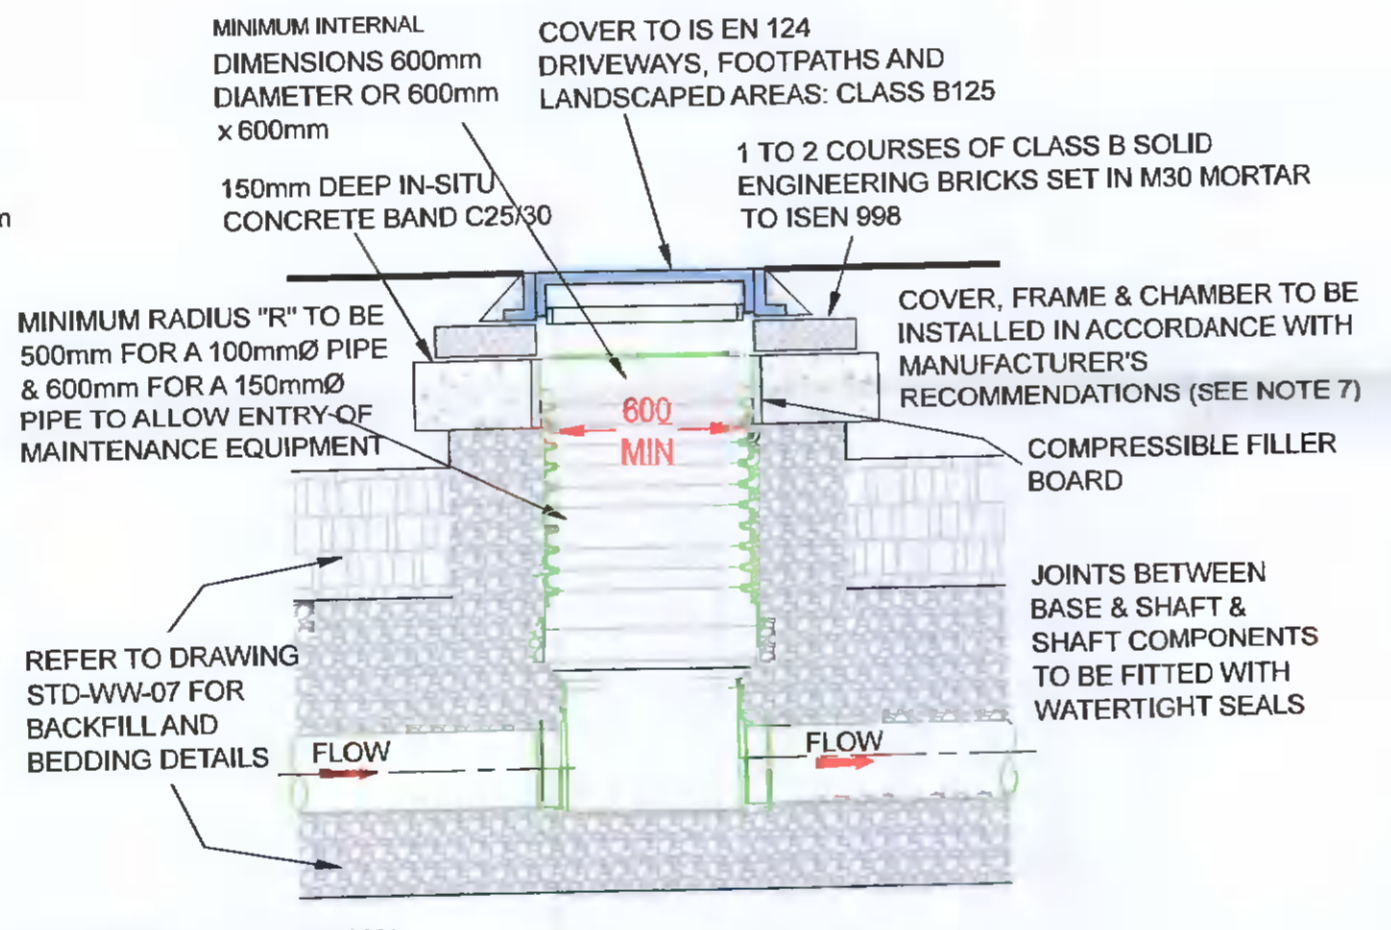 MINIMUM INTERNAL
DIMENSIONS 600mm
DIAMETER OR 600mm
x 600mm
COVER TO IS EN 124
DRIVEWAYS, FOOTPATHS AND
LANDSCAPED AREAS: CLASS B125
1 TO 2 COURSES OF CLASS B SOLID
ENGINEERING BRICKS SET IN M30 MORTAR
TO ISEN 998
150mm DEEP IN-SITU
CONCRETE BAND C25/30
MINIMUM RADIUS "R" TO BE
500mm FOR A 100mmØ PIPE
& 600mm FOR A 150mmØ
PIPE TO ALLOW ENTRY OF
MAINTENANCE EQUIPMENT
COVER, FRAME & CHAMBER TO BE
INSTALLED IN ACCORDANCE WITH
MANUFACTURER'S
RECOMMENDATIONS (SEE NOTE 7)
600
MIN
COMPRESSIBLE FILLER
BOARD
JOINTS BETWEEN
BASE & SHAFT &
SHAFT COMPONENTS
TO BE FITTED WITH
WATERTIGHT SEALS
REFER TO DRAWING
STD-WW-07 FOR
BACKFILL AND
BEDDING DETAILS
FLOW
FLOW